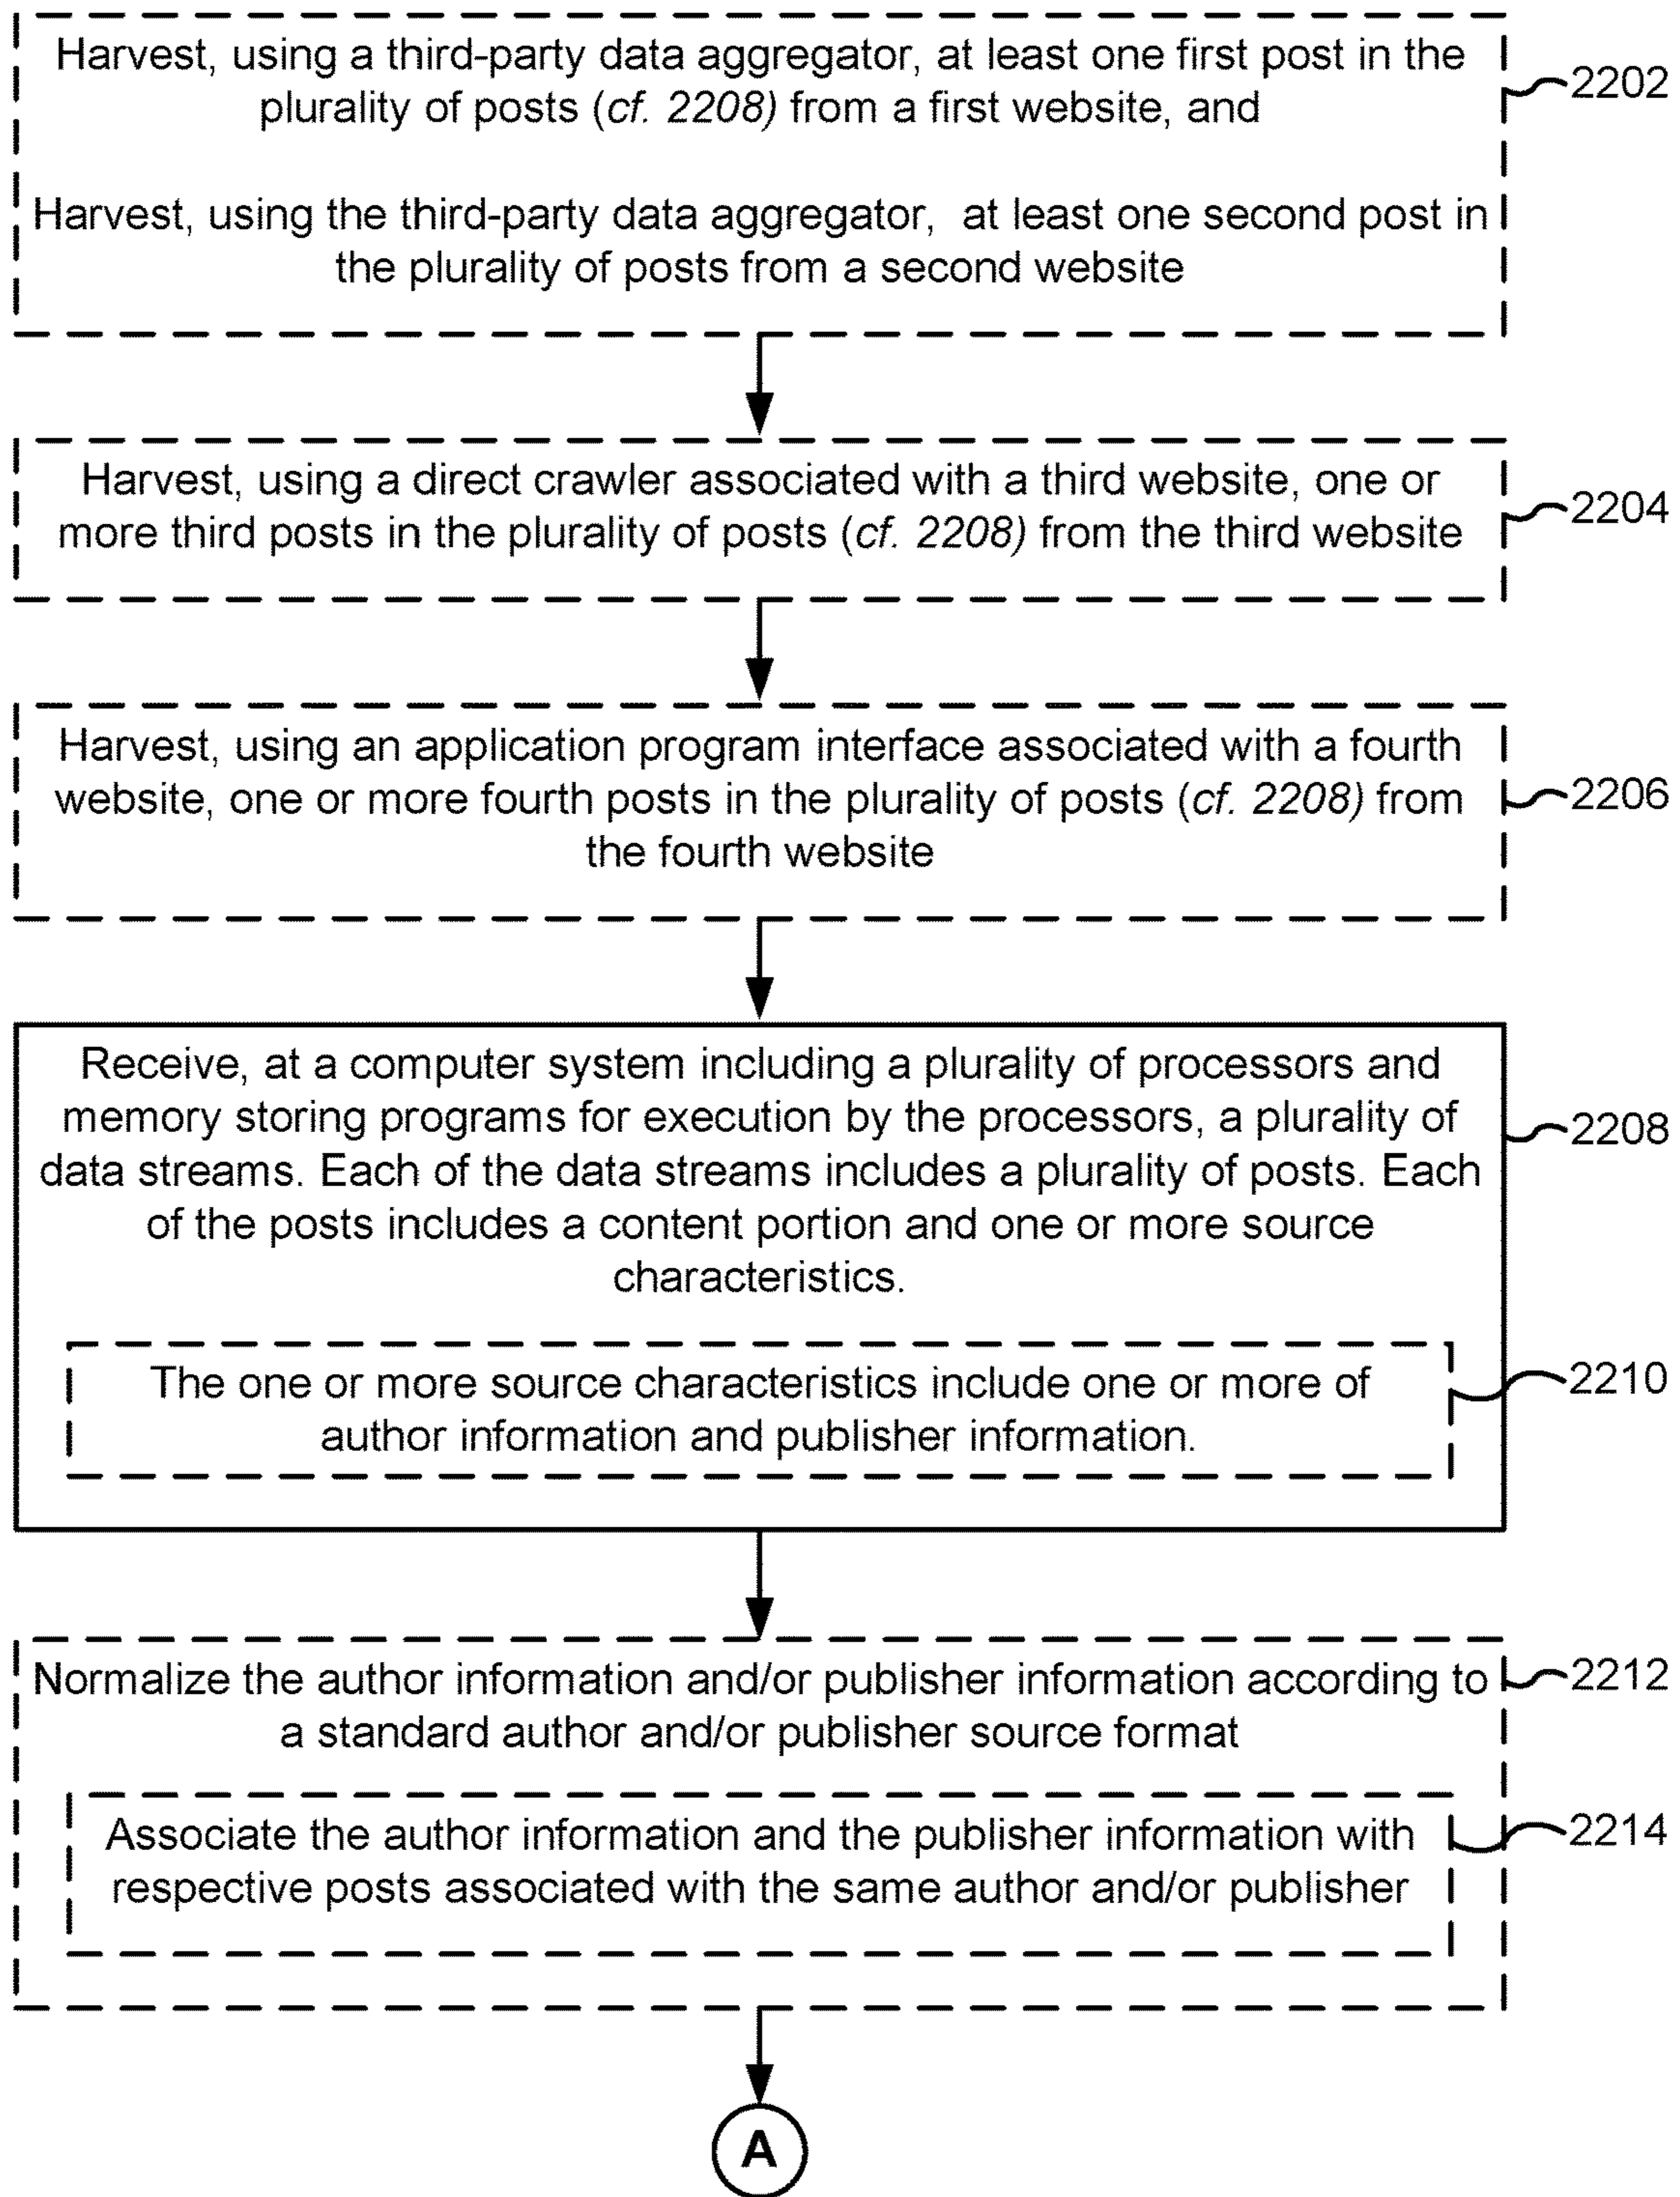 Harvest, using a third-party data aggregator, at least one first post in the
plurality of posts (cf. 2208) from a first website, and
2202
Harvest, using the third-party data aggregator,  at least one second post in
the plurality of posts from a second website
Harvest, using a direct crawler associated with a third website, one or
more third posts in the plurality of posts (cf. 2208) from the third website
2204
Harvest, using an application program interface associated with a fourth
website, one or more fourth posts in the plurality of posts (cf. 2208) from
the fourth website
2206
Receive, at a computer system including a plurality of processors and
memory storing programs for execution by the processors, a plurality of
data streams. Each of the data streams includes a plurality of posts. Each
of the posts includes a content portion and one or more source
characteristics.
2208
The one or more source characteristics include one or more of
author information and publisher information.
2210
Normalize the author information and/or publisher information according to
a standard author and/or publisher source format
2212
Associate the author information and the publisher information with
respective posts associated with the same author and/or publisher
2214
A